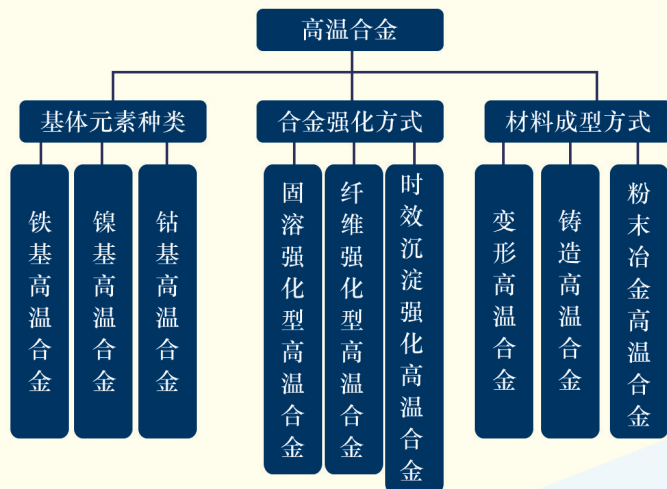 高温合金
基体元素种类
合金强化方式
材料成型方式
铁基高温合金
镍基高温合金
钴基高温合金
固溶强化型高温合金
纤维强化型高温合金
时效沉淀强化高温合金
变形高温合金
铸造高温合金
粉末冶金高温合金